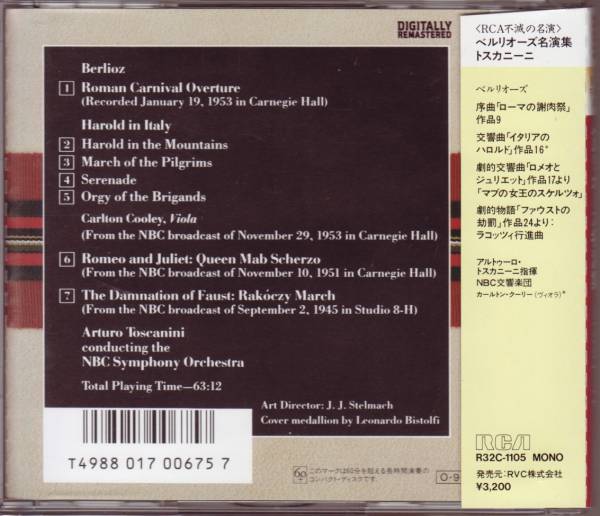 DIGITALLY
REMASTERED
Berlioz
1 Roman Carnival Overture
(Recorded January 19, 1953 in Carnegie Hall)
Harold in Italy
2 Harold in the Mountains
3 March of the Pilgrims
4 Serenade
5 Orgy of the Brigands
Carlton Cooley, Viola
(From the NBC broadcast of November 29, 1953 in Carnegie Hall)
6 Romeo and Juliet: Queen Mab Scherzo
(From the NBC broadcast of November 10, 1951 in Carnegie Hall)
7 The Damnation of Faust: Rakóczy March
(From the NBC broadcast of September 2, 1945 in Studio 8-H)
Arturo Toscanini
conducting the
NBC Symphony Orchestra
Total Playing Time—63:12
Art Director: J. J. Stelmach
Cover medallion by Leonardo Bistolfi
T4988 017 00675 7
60 このマークは60分を超える長時間演奏の
コンパクト・ディスクです。
O-9
〈RCA不滅の名演〉
ベルリオーズ名演集
トスカニーニ
ベルリオーズ
序曲「ローマの謝肉祭」
作品9
交響曲「イタリアの
ハロルド」作品16*
劇的交響曲「ロメオと
ジュリエット」作品17より
「マブの女王のスケルツォ」
劇的物語「ファウストの
劫罰」作品24より:
ラコッツィ行進曲
アルトゥーロ・
トスカニーニ指揮
NBC交響楽団
カールトン・クーリー(ヴィオラ)*
RCA
R32C-1105 MONO
発売元:RVC株式会社
¥3,200